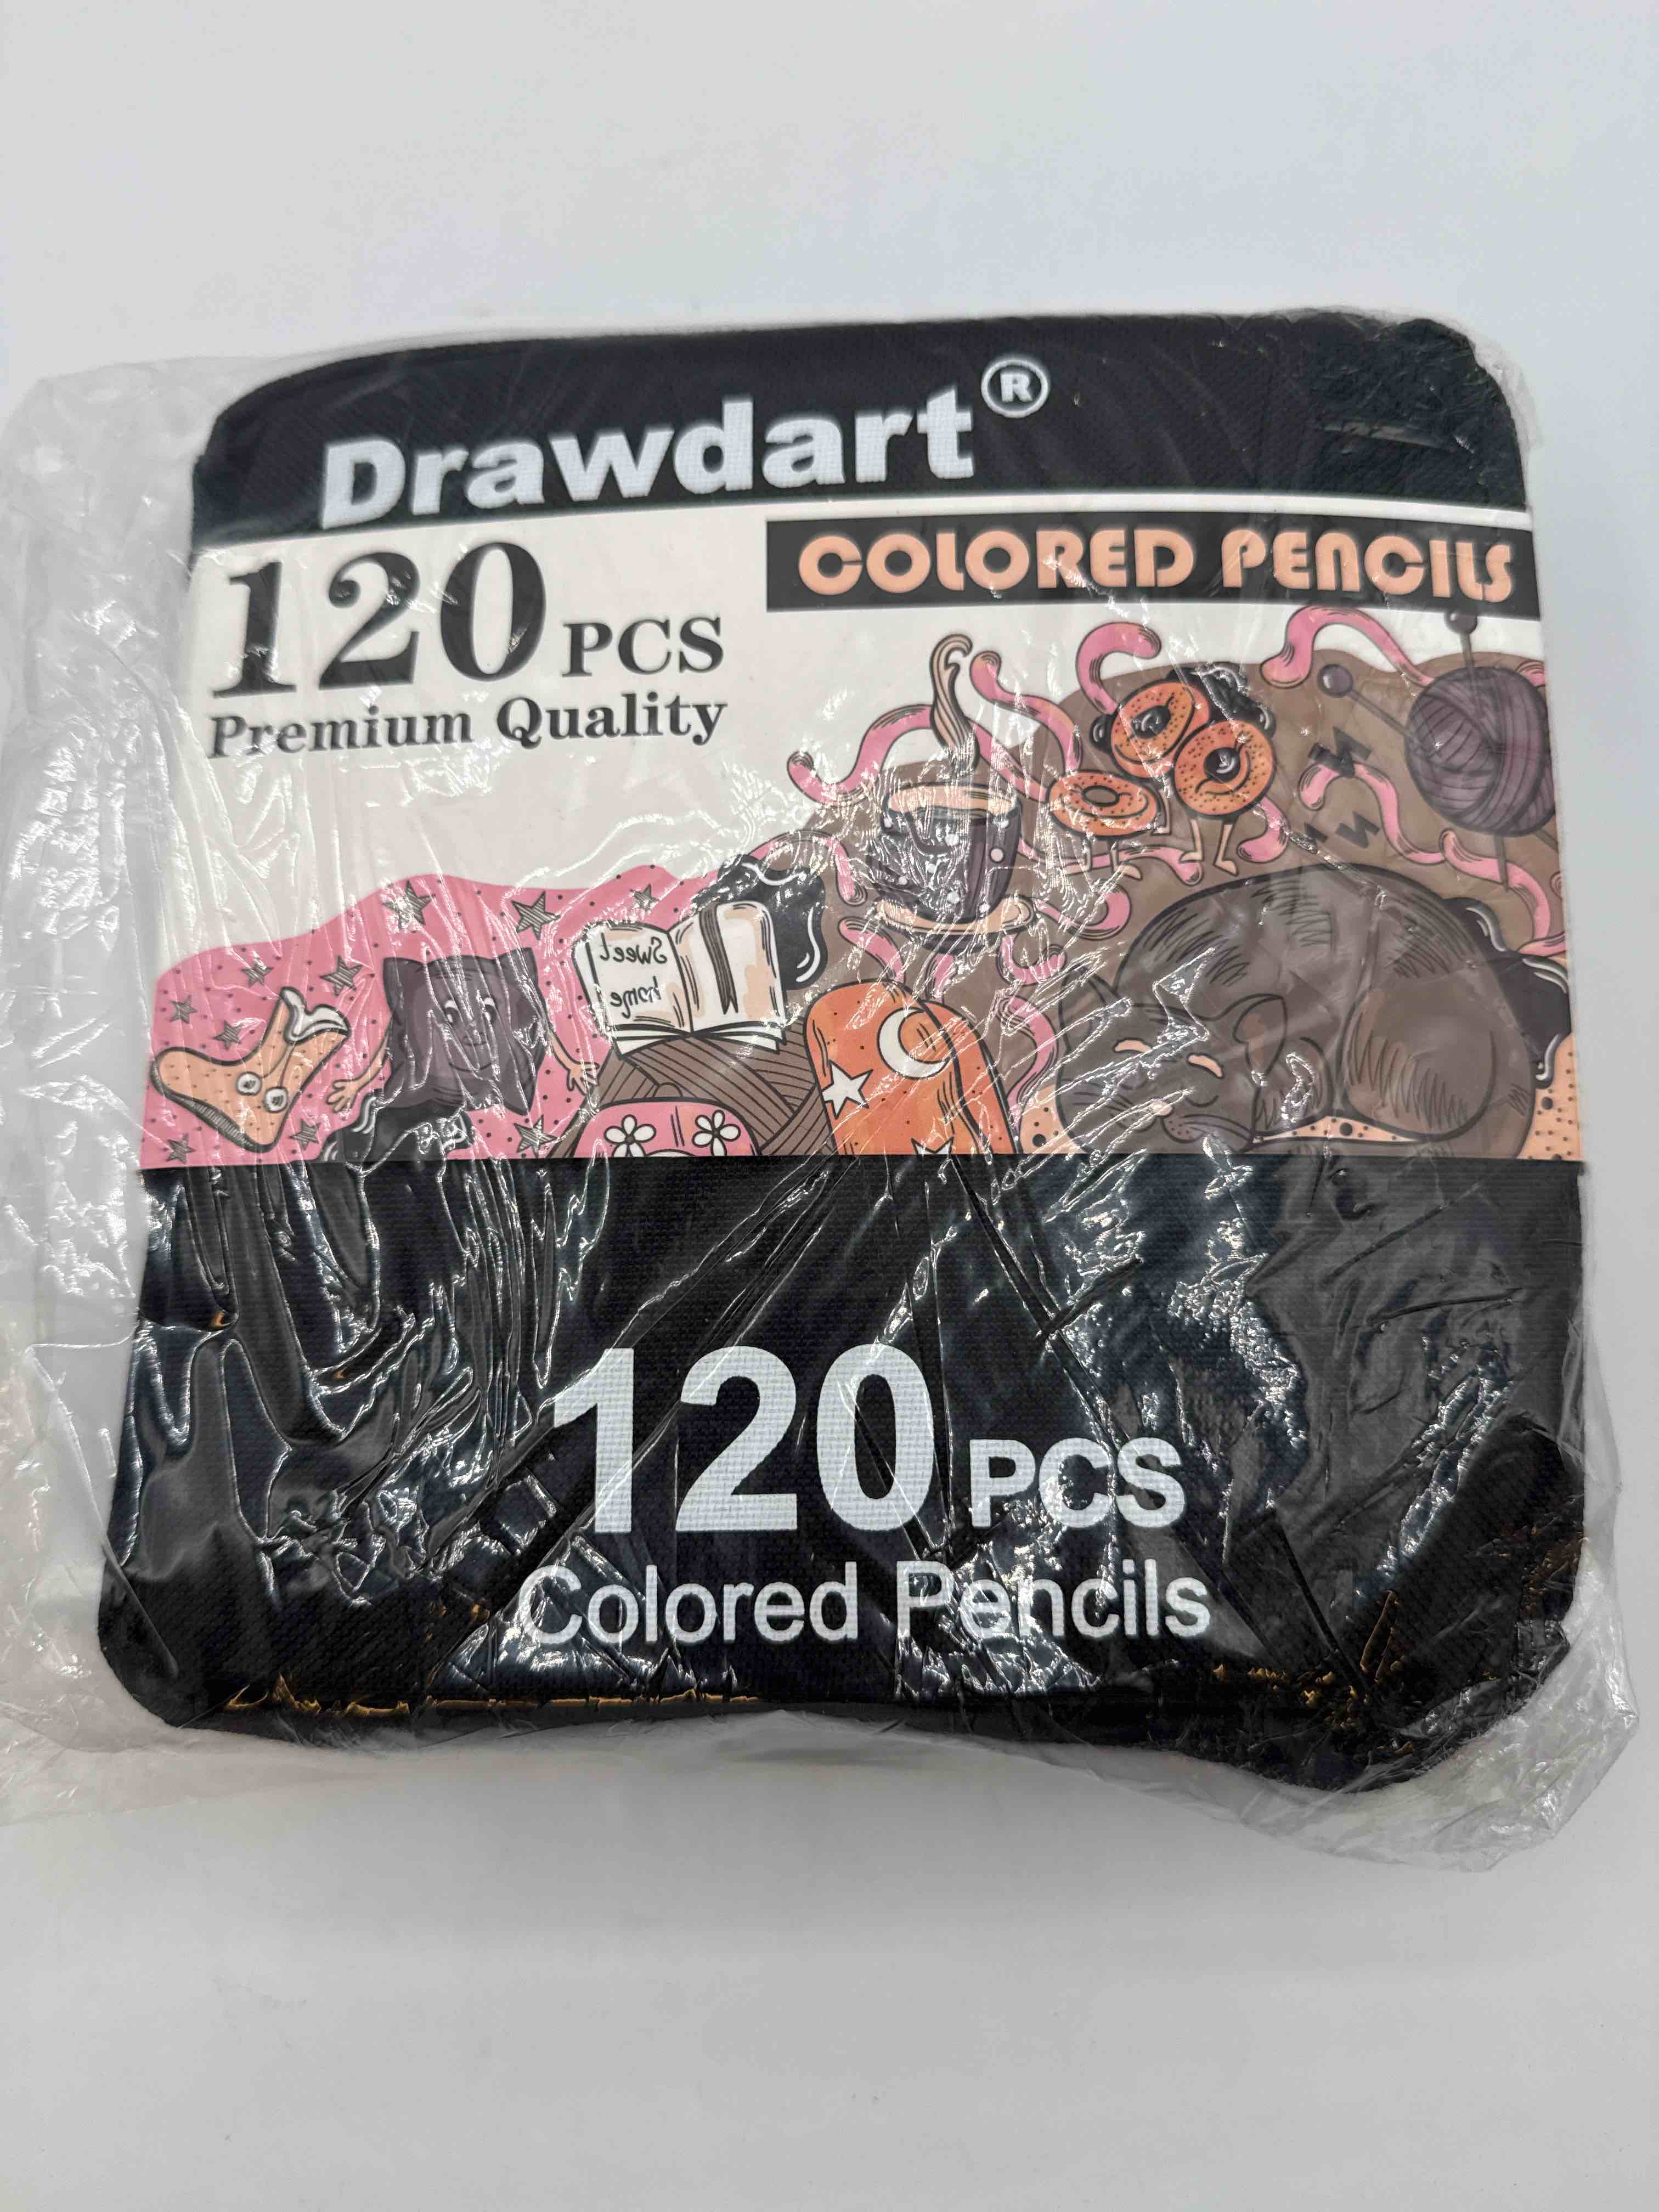 Drawdart®
COLORED PENCILS
120 PCS
Premium Quality
Sweet
home
120 PCS
Colored Pencils